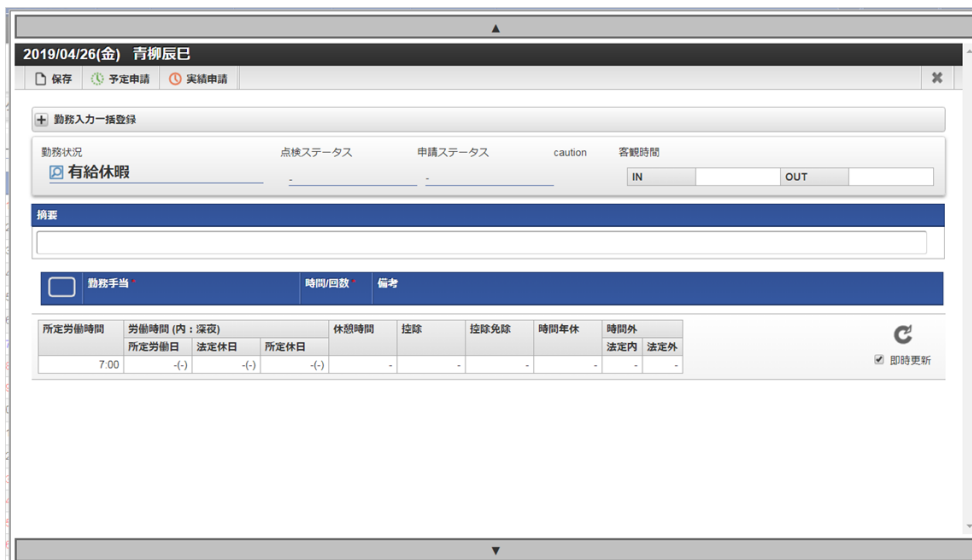 ▲
2019/04/26(金) 青柳辰巳
保存 予定申請 実績申請
勤務入力一括登録
勤務状況 点検ステータス 申請ステータス caution 客観時間
有給休暇 - - IN OUT
摘要
勤務手当* 時間/回数* 備考
所定労働時間 労働時間 (内：深夜) 休憩時間 控除 控除免除 時間年休 時間外
所定労働日 法定休日 所定休日 法定内 法定外
7:00 -(-) -(-) -(-) - - - - - -
即時更新
▼